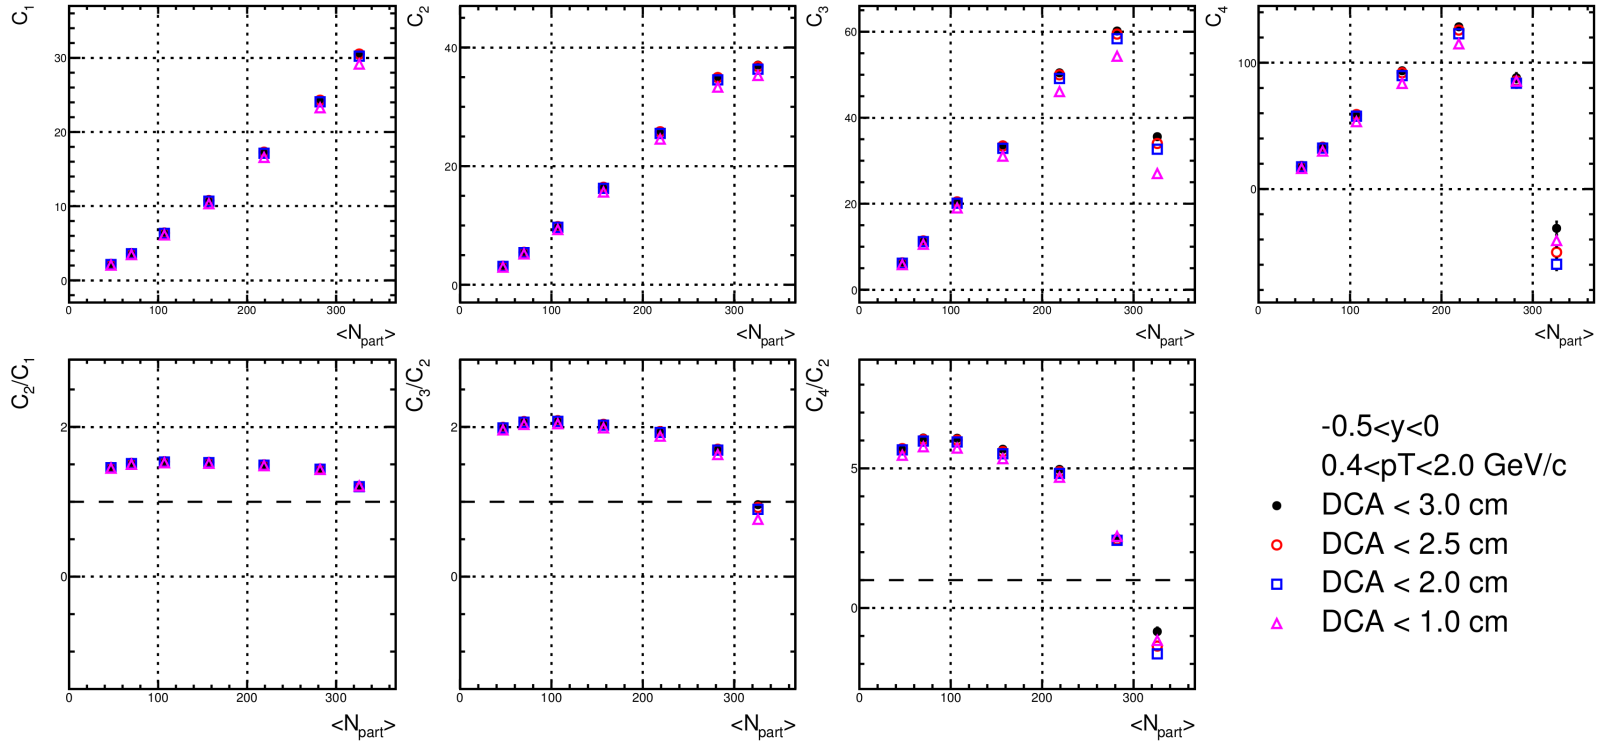 C1
30
20
10
0
0 100 200 300
<Npart>
C2
40
20
0
0 100 200 300
<Npart>
C3
60
40
20
0
0 100 200 300
<Npart>
C4
100
0
0 100 200 300
<Npart>
C2/C1
2
0
0 100 200 300
<Npart>
C3/C2
2
0
0 100 200 300
<Npart>
C4/C2
5
0
0 100 200 300
<Npart>
-0.5<y<0
0.4<pT<2.0 GeV/c
DCA < 3.0 cm
DCA < 2.5 cm
DCA < 2.0 cm
DCA < 1.0 cm